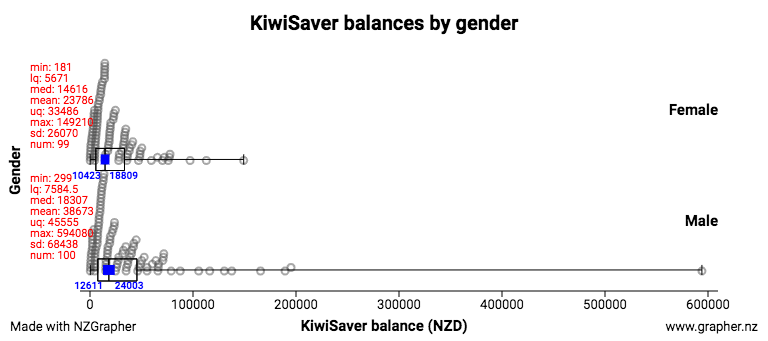 KiwiSaver balances by gender
min: 181
lq: 5671
med: 14616
mean: 23786
uq: 33486
max: 149210
sd: 26070
num: 99
Female
10423 18809
Gender
min: 299
lq: 7584.5
med: 18307
mean: 38673
uq: 45555
max: 594080
sd: 68438
num: 100
Male
12611 24003
0 100000 200000 300000 400000 500000 600000
Made with NZGrapher
KiwiSaver balance (NZD)
www.grapher.nz